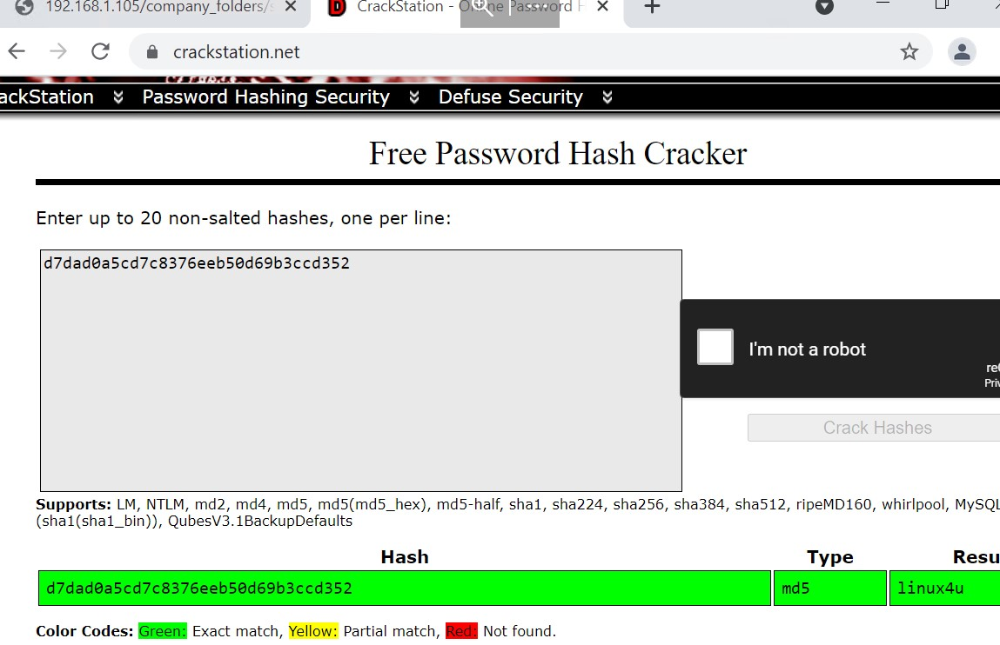 192.168.1.105/company_folders/s
CrackStation - Online Password H
crackstation.net
ackStation Password Hashing Security Defuse Security
Free Password Hash Cracker
Enter up to 20 non-salted hashes, one per line:
d7dad0a5cd7c8376eeb50d69b3ccd352
I'm not a robot
re
Priv
Crack Hashes
Supports: LM, NTLM, md2, md4, md5, md5(md5_hex), md5-half, sha1, sha224, sha256, sha384, sha512, ripeMD160, whirlpool, MySQL
(sha1(sha1_bin)), QubesV3.1BackupDefaults
Hash Type Resu
d7dad0a5cd7c8376eeb50d69b3ccd352 md5 linux4u
Color Codes: Green: Exact match, Yellow: Partial match, Red: Not found.